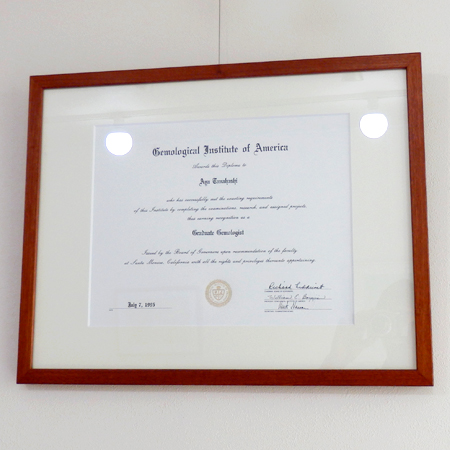 Gemological Institute of America
Awards this Diploma to
who has successfully met the exacting requirements
of this Institute by completing the examinations, research, and assigned projects
thus earning recognition as a
Graduate Gemologist
Issued by the Board of Governors upon recommendation of the faculty
at Santa Monica, California with all the rights and privileges thereunto appertaining.
July 7, 1995